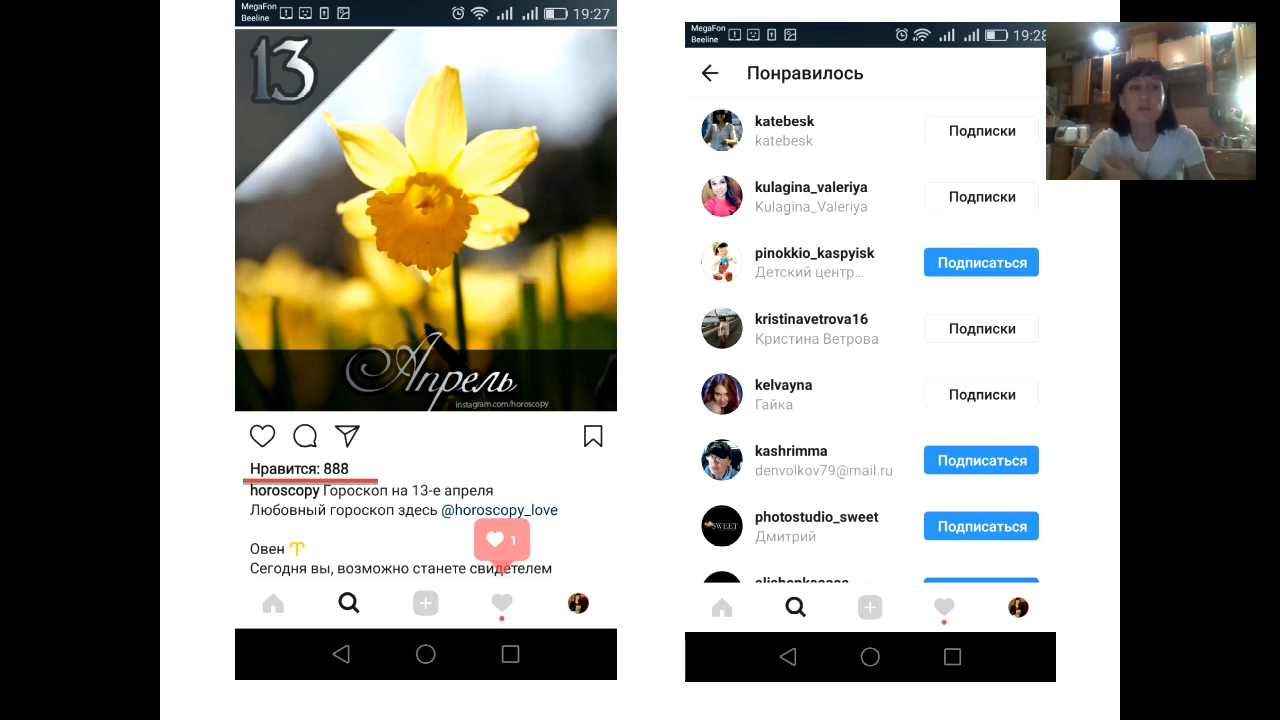 MegaFon
Beeline
19:27
13
Апрель
instagram.com/horoscopy
Нравится: 888
horoscopy Гороскоп на 13-е апреля
Любовный гороскоп здесь @horoscopy_love
1
Овен ♈
Сегодня вы, возможно станете свидетелем
MegaFon
Beeline
19:28
Понравилось
katebesk
katebesk
Подписки
kulagina_valeriya
Kulagina_Valeriya
Подписки
pinokkio_kaspyisk
Детский центр...
Подписаться
kristinavetrova16
Кристина Ветрова
Подписки
kelvayna
Гайка
Подписки
kashrimma
denvolkov79@mail.ru
Подписаться
photostudio_sweet
Дмитрий
Подписаться
SWEET